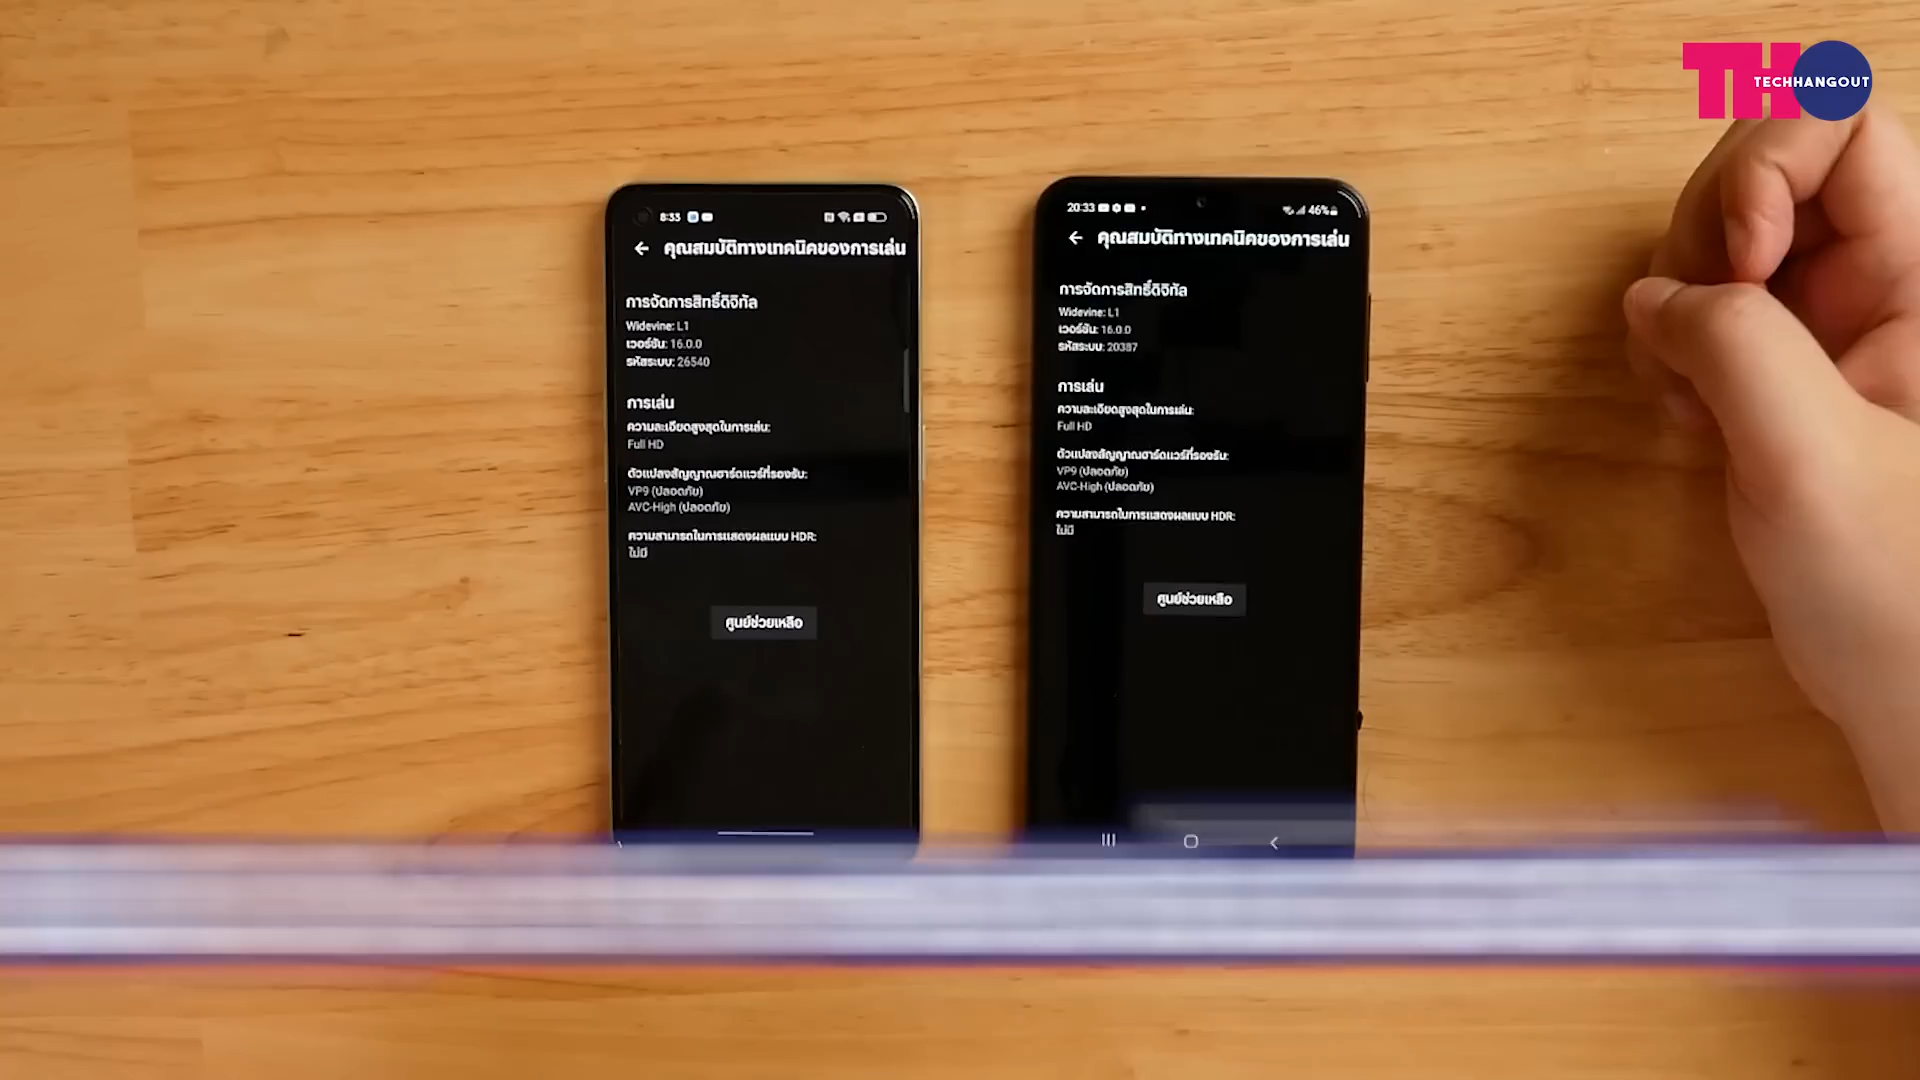 TECHHANGOUT
8:33
คุณสมบัติทางเทคนิคของการเล่น
การจัดการสิทธิ์ดิจิทัล
Widevine: L1
เวอร์ชัน: 16.0.0
รหัสระบบ: 26540
การเล่น
ความละเอียดสูงสุดในการเล่น:
Full HD
ตัวแปลงสัญญาณฮาร์ดแวร์ที่รองรับ:
VP9 (ปลอดภัย)
AVC-High (ปลอดภัย)
ความสามารถในการแสดงผลแบบ HDR:
ไม่มี
ศูนย์ช่วยเหลือ
20:33
46%
คุณสมบัติทางเทคนิคของการเล่น
การจัดการสิทธิ์ดิจิทัล
Widevine: L1
เวอร์ชัน: 16.0.0
รหัสระบบ: 20387
การเล่น
ความละเอียดสูงสุดในการเล่น:
Full HD
ตัวแปลงสัญญาณฮาร์ดแวร์ที่รองรับ:
VP9 (ปลอดภัย)
AVC-High (ปลอดภัย)
ความสามารถในการแสดงผลแบบ HDR:
ไม่มี
ศูนย์ช่วยเหลือ